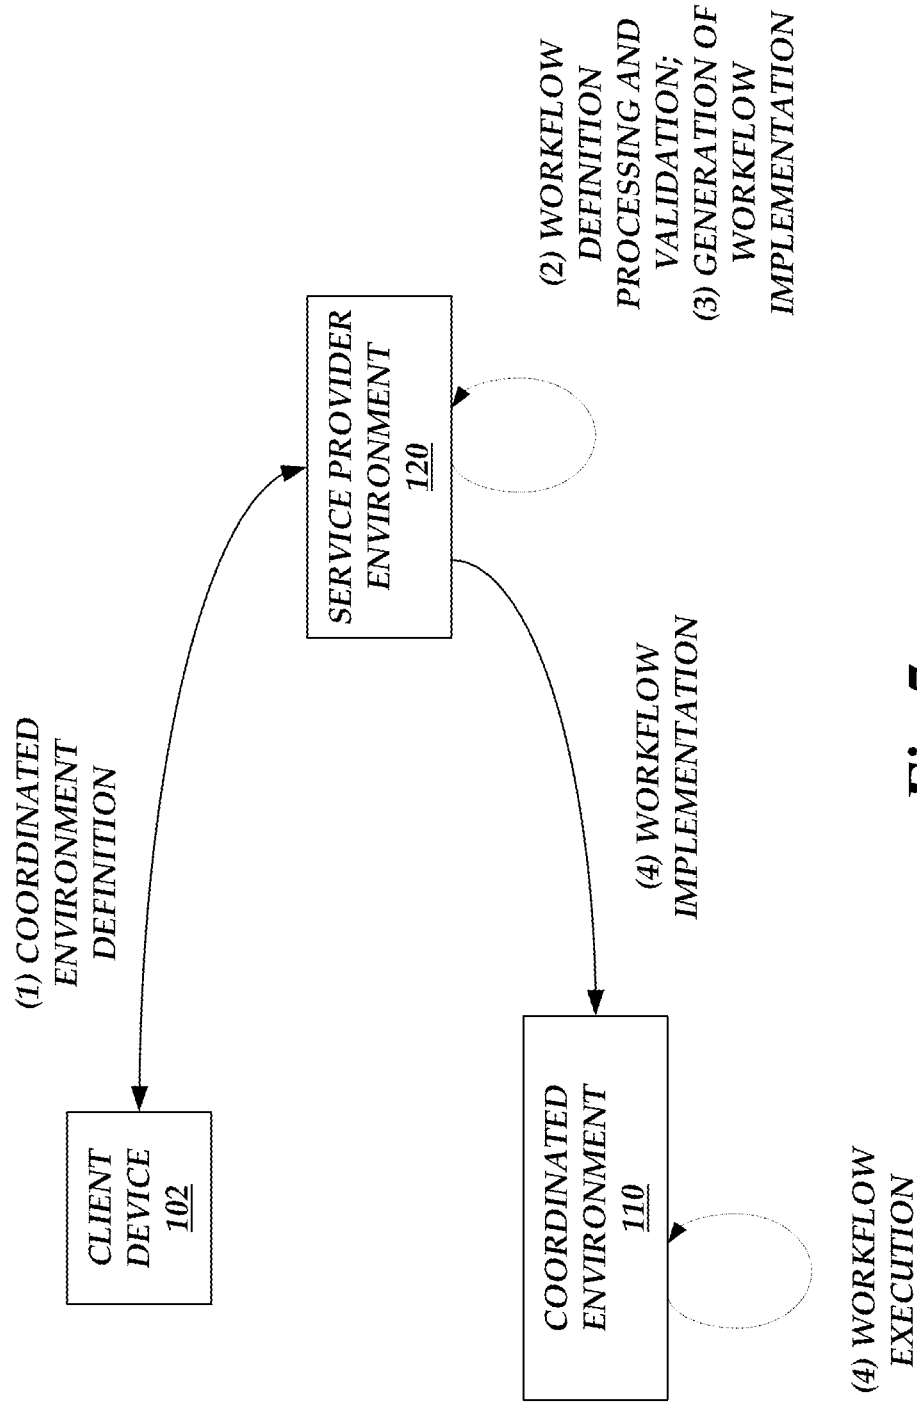 (1) COORDINATED
ENVIRONMENT
DEFINITION
CLIENT
DEVICE
102
SERVICE PROVIDER
ENVIRONMENT
120
(2) WORKFLOW
DEFINITION
PROCESSING AND
VALIDATION;
(3) GENERATION OF
WORKFLOW
IMPLEMENTATION
(4) WORKFLOW
IMPLEMENTATION
COORDINATED
ENVIRONMENT
110
(4) WORKFLOW
EXECUTION